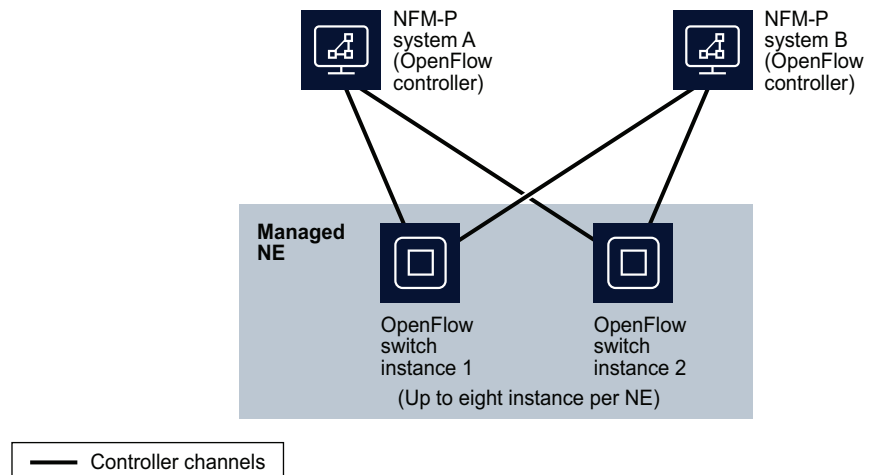 NFM-P
system A
(OpenFlow
controller)
NFM-P
system B
(OpenFlow
controller)
Managed
NE
OpenFlow
switch
instance 1
OpenFlow
switch
instance 2
(Up to eight instance per NE)
Controller channels